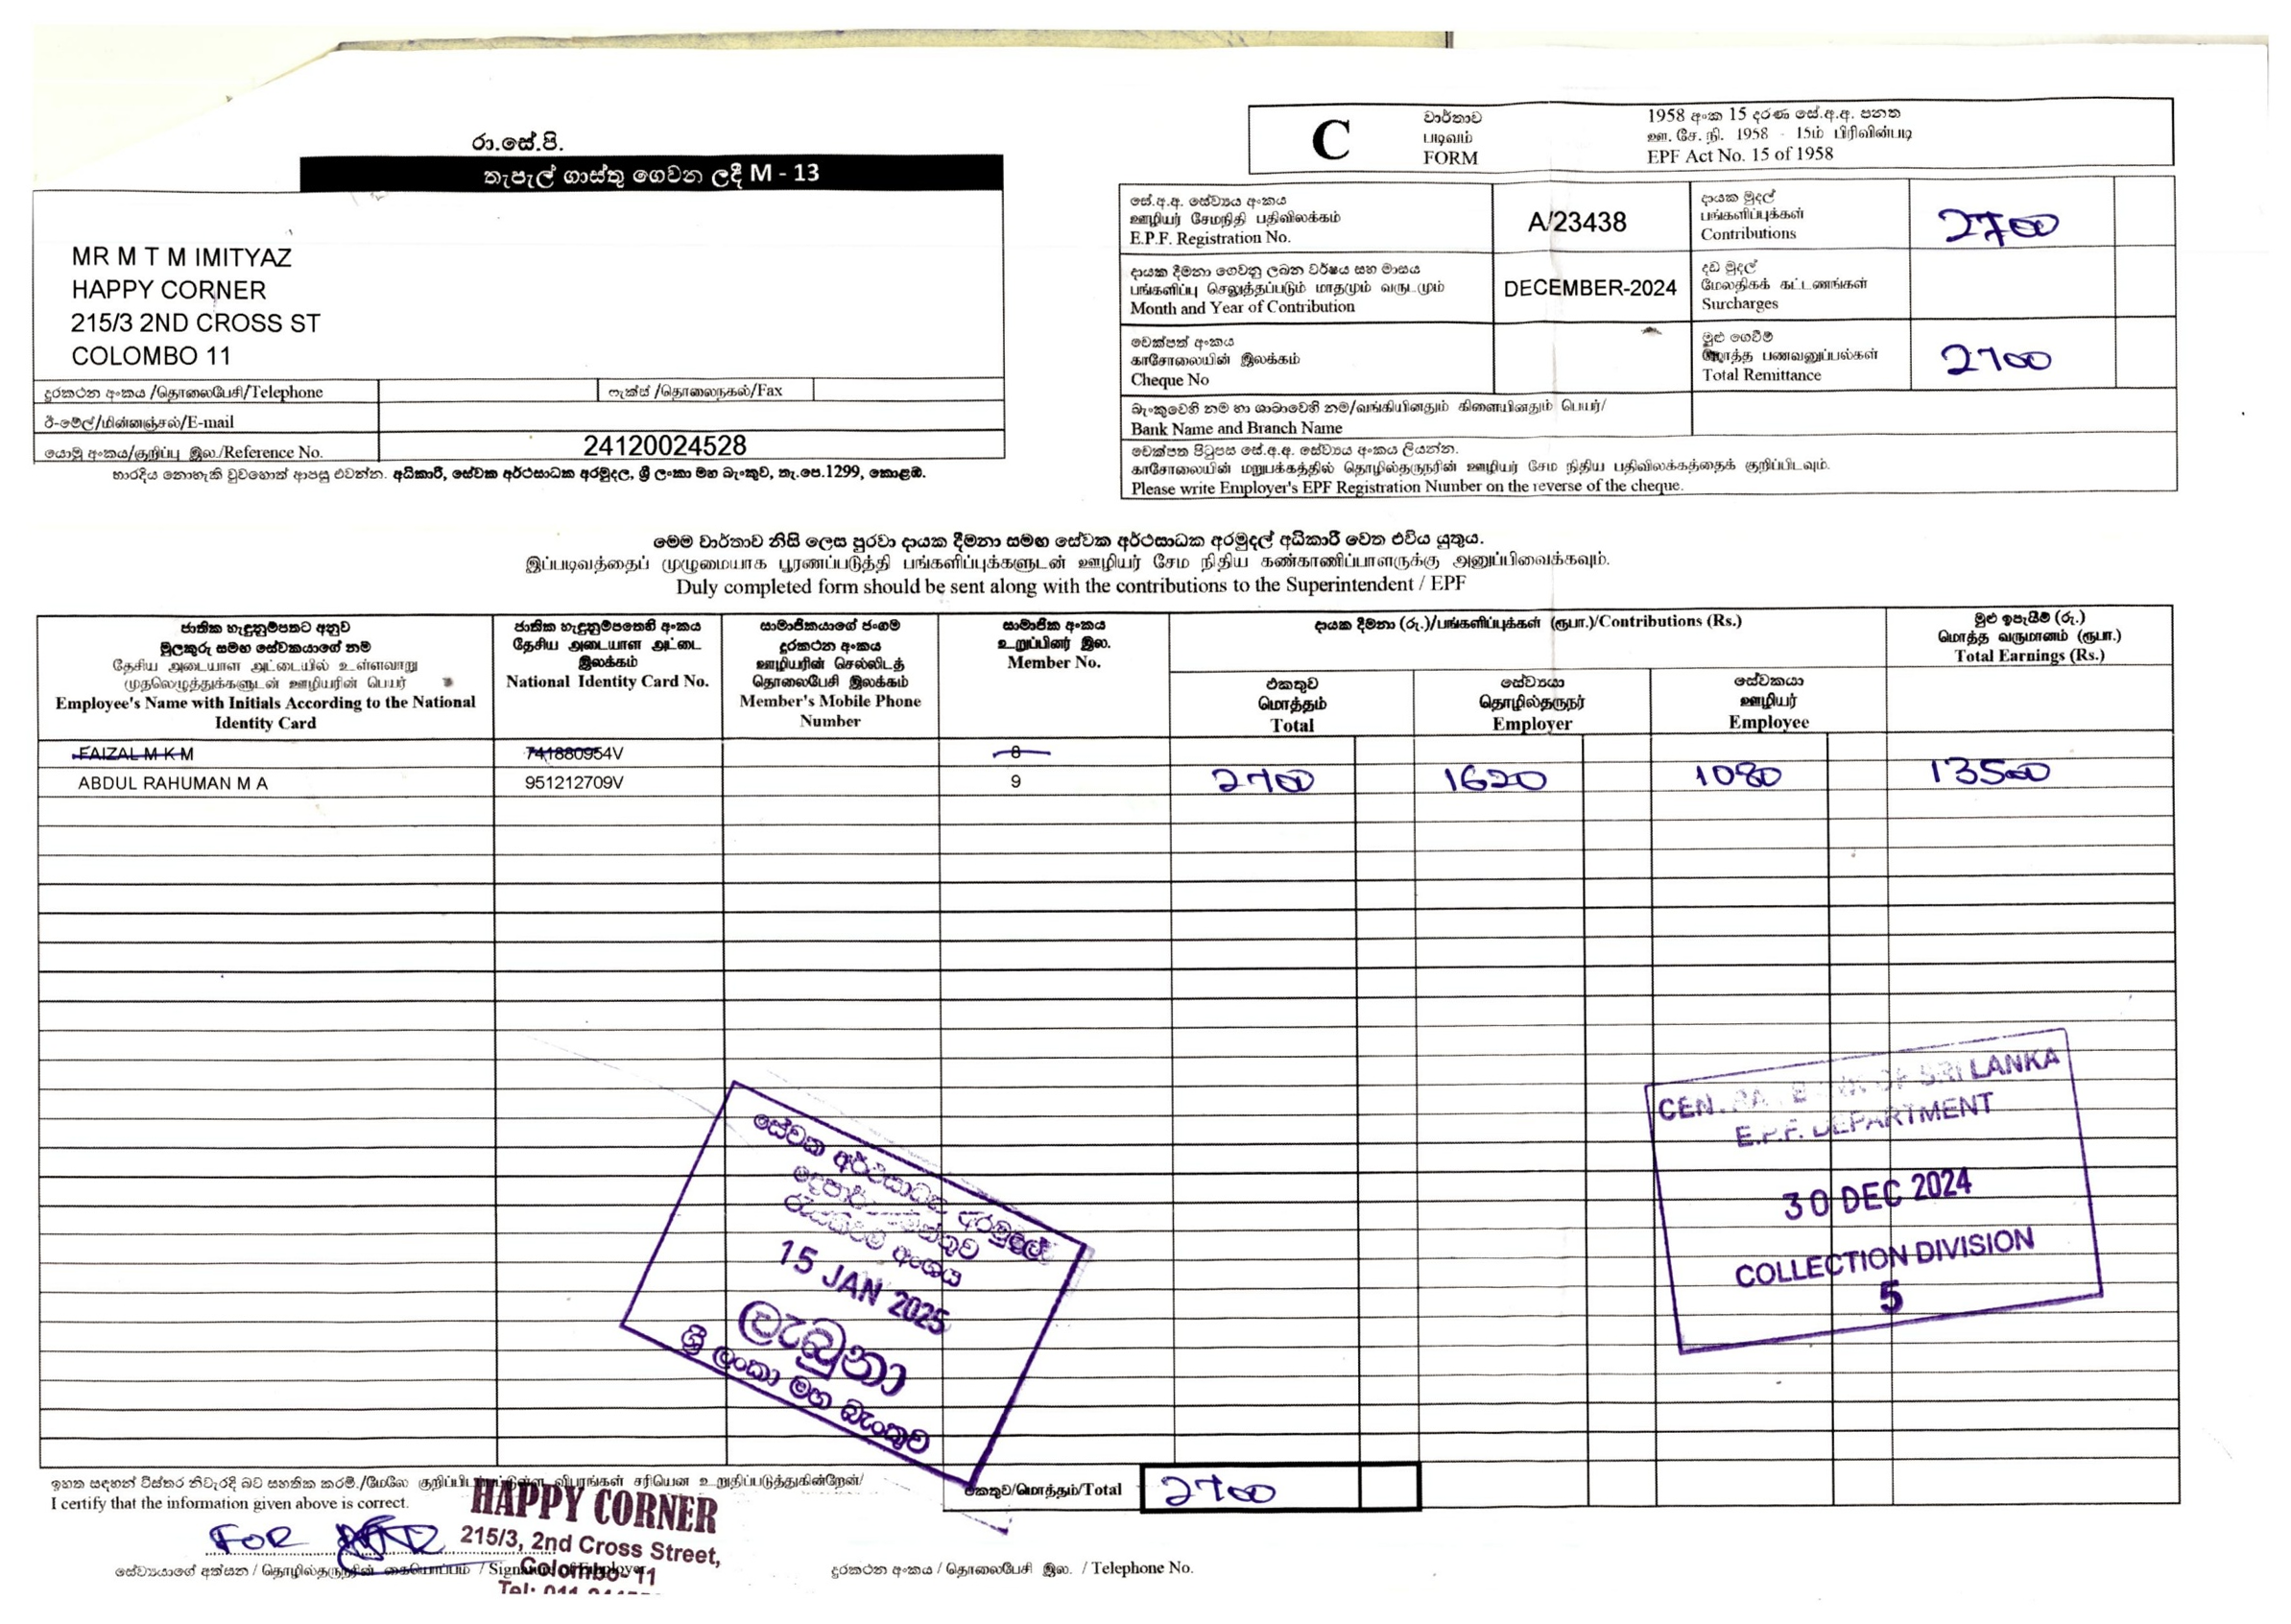 රා.සේ.පි.
තැපැල් ගාස්තු ගෙවන ලදී M - 13
MR M T M IMITYAZ
HAPPY CORNER
215/3 2ND CROSS ST
COLOMBO 11
දුරකථන අංකය /தொலைபேசி/Telephone
ෆැක්ස් /தொலைநகல்/Fax
ඊ-මේල්/மின்னஞ்சல்/E-mail
යොමු අංකය/குறிப்பு இல./Reference No. 24120024528
භාරදිය නොහැකි වුවහොත් ආපසු එවන්න. අධිකාරී, සේවක අර්ථසාධක අරමුදල, ශ්‍රී ලංකා මහ බැංකුව, තැ.පෙ.1299, කොළඹ.
C
වාර්තාව
படிவம்
FORM
1958 අංක 15 දරණ සේ.අ.අ. පනත
ஊ. சே. நி. 1958 - 15ம் பிரிவின்படி
EPF Act No. 15 of 1958
සේ.අ.අ. සේව්‍යය අංකය
ஊழியர் சேமநிதி பதிவிலக்கம்
E.P.F. Registration No.
A/23438
දායක මුදල්
பங்களிப்புக்கள்
Contributions
2700
දායක දීමනා ගෙවනු ලබන වර්ෂය සහ මාසය
பங்களிப்பு செலுத்தப்படும் மாதமும் வருடமும்
Month and Year of Contribution
DECEMBER-2024
දඩ මුදල්
மேலதிகக் கட்டணங்கள்
Surcharges
චෙක්පත් අංකය
காசோலையின் இலக்கம்
Cheque No
මුළු ගෙවීම්
பணவனுப்பல்கள்
Total Remittance
2700
බැංකුවෙහි නම හා ශාඛාවෙහි නම/வங்கியினதும் கிளையினதும் பெயர்/
Bank Name and Branch Name
චෙක්පත පිටුපස සේ.අ.අ. සේව්‍යය අංකය ලියන්න.
காசோலையின் மறுபக்கத்தில் தொழில்தருநரின் ஊழியர் சேம நிதிய பதிவிலக்கத்தைக் குறிப்பிடவும்.
Please write Employer's EPF Registration Number on the reverse of the cheque.
මෙම වාර්තාව නිසි ලෙස පුරවා දායක දීමනා සමඟ සේවක අර්ථසාධක අරමුදල් අධිකාරී වෙත එවිය යුතුය.
இப்படிவத்தைப் முழுமையாக பூரணப்படுத்தி பங்களிப்புக்களுடன் ஊழியர் சேம நிதிய கண்காணிப்பாளருக்கு அனுப்பிவைக்கவும்.
Duly completed form should be sent along with the contributions to the Superintendent / EPF
ජාතික හැඳුනුම්පතට අනුව
මුලකුරු සමඟ සේවකයාගේ නම
தேசிய அடையாள அட்டையில் உள்ளவாறு
முதலெழுத்துக்களுடன் ஊழியரின் பெயர்
Employee's Name with Initials According to the National
Identity Card
ජාතික හැඳුනුම්පතෙහි අංකය
தேசிய அடையாள அட்டை
இலக்கம்
National Identity Card No.
සාමාජිකයාගේ ජංගම
දුරකථන අංකය
ஊழியரின் செல்லிடத்
தொலைபேசி இலக்கம்
Member's Mobile Phone
Number
සාමාජික අංකය
உறுப்பினர் இல.
Member No.
දායක දීමනා (රු.)/பங்களிப்புக்கள் (ரூபா.)/Contributions (Rs.)
එකතුව
மொத்தம்
Total
සේව්‍යයා
தொழில்தருநர்
Employer
සේවකයා
ஊழியர்
Employee
මුළු ඉපැයීම් (රු.)
மொத்த வருமானம் (ரூபா.)
Total Earnings (Rs.)
FAIZAL M K M 741880954V 8
ABDUL RAHUMAN M A 951212709V 9 2700 1620 1080 13500
සේවක අර්ථසාධක අරමුදල්
අංශය
15 JAN 2025
ලැබුනා
ශ්‍රී ලංකා මහ බැංකුව
OF SRI LANKA
E.P.F. DEPARTMENT
30 DEC 2024
COLLECTION DIVISION
5
ඉහත සඳහන් විස්තර නිවැරදි බව සහතික කරමි./மேலே விபரங்கள் சரியென உறுதிப்படுத்துகின்றேன்/
I certify that the information given above is correct.
එකතුව/மொத்தம்/Total 2700
FOR
HAPPY CORNER
215/3, 2nd Cross Street,
Colombo-11
Tel: 011
සේව්‍යයාගේ අත්සන / தொழில்தருநரின் கையொப்பம் / Signature of Employer
දුරකථන අංකය / தொலைபேசி இல. / Telephone No.